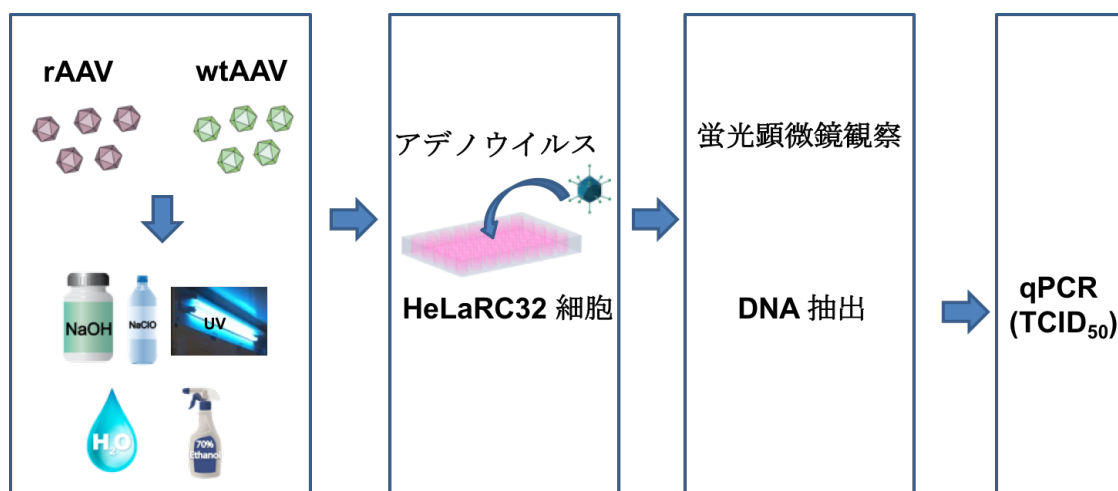 rAAV
wtAAV
NaOH
NaClO
UV
H₂O
70%
Ethanol
アデノウイルス
HeLaRC32 細胞
蛍光顕微鏡観察
DNA 抽出
qPCR
(TCID₅₀)